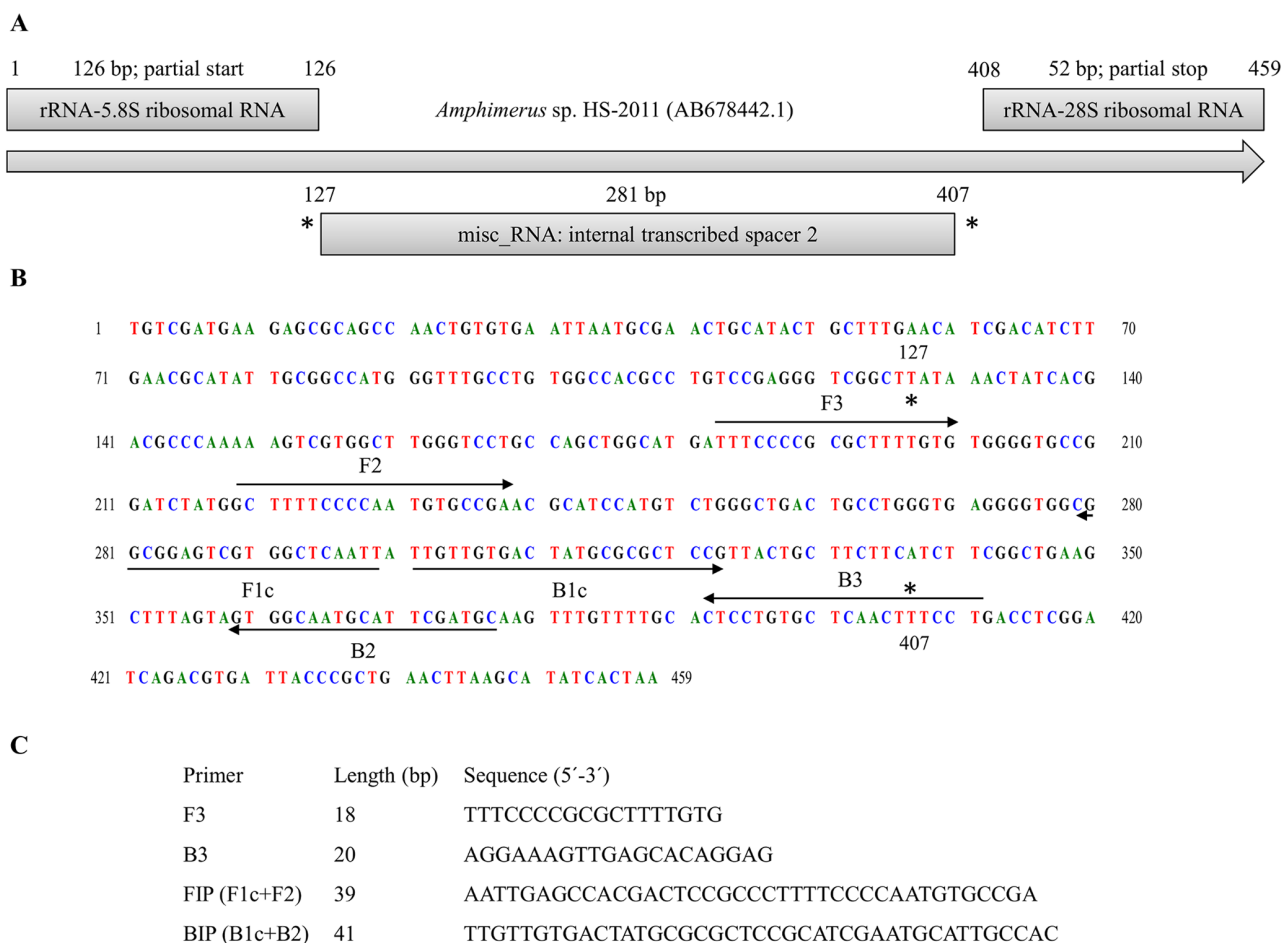 A
1 126 bp; partial start 126 408 52 bp; partial stop 459
rRNA-5.8S ribosomal RNA Amphimerus sp. HS-2011 (AB678442.1) rRNA-28S ribosomal RNA
127 281 bp 407
* misc_RNA: internal transcribed spacer 2 *
B
1 TGTCGATGAA GAGCGCAGCC AACTGTGTGA ATTAATGCGA ACTGCATACT GCTTTGAACA TCGACATCTT 70
127
71 GAACGCATAT TGCGGCCATG GGTTTGCCTG TGGCCACGCC TGTCCGAGGG TCGGCTTATA AACTATCACG 140
F3 *
141 ACGCCCAAAA AGTCGTGGCT TGGGTCCTGC CAGCTGGCAT GATTTCCCCG CGCTTTTGTG TGGGGTGCCG 210
F2
211 GATCTATGGC TTTTCCCCAA TGTGCCGAAC GCATCCATGT CTGGGCTGAC TGCCTGGGTG AGGGGTGGCG 280
281 GCGGAGTCGT GGCTCAATTA TTGTTGTGAC TATGCGCGCT CCGTTACTGC TTCTTCATCT TCGGCTGAAG 350
F1c B1c B3 *
351 CTTTAGTAGT GGCAATGCAT TCGATGCAAG TTTGTTTTGC ACTCCTGTGC TCAACTTTCC TGACCTCGGA 420
B2 407
421 TCAGACGTGA TTACCCGCTG AACTTAAGCA TATCACTAA 459
C
Primer Length (bp) Sequence (5´-3´)
F3 18 TTTCCCCGCGCTTTTGTG
B3 20 AGGAAAGTTGAGCACAGGAG
FIP (F1c+F2) 39 AATTGAGCCACGACTCCGCCCTTTTCCCCAATGTGCCGA
BIP (B1c+B2) 41 TTGTTGTGACTATGCGCGCTCCGCATCGAATGCATTGCCAC